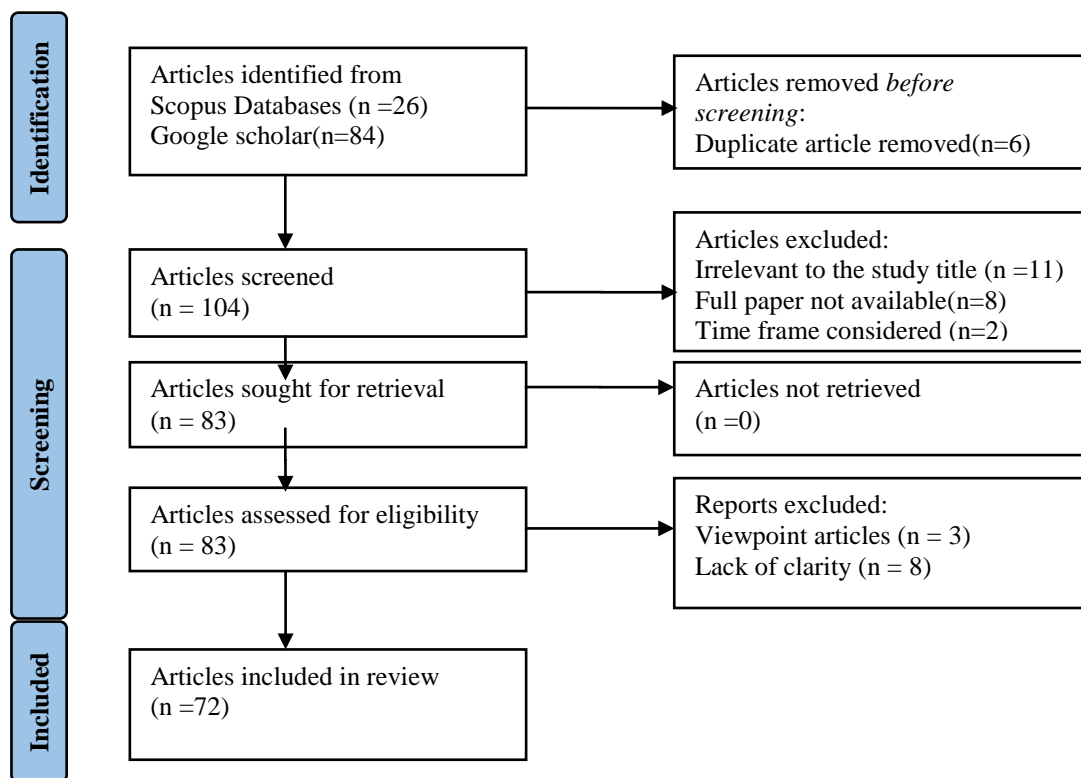 Identification
Articles identified from
Scopus Databases (n =26)
Google scholar(n=84)
Articles removed before
screening:
Duplicate article removed(n=6)
Screening
Articles screened
(n = 104)
Articles excluded:
Irrelevant to the study title (n =11)
Full paper not available(n=8)
Time frame considered (n=2)
Articles sought for retrieval
(n = 83)
Articles not retrieved
(n =0)
Articles assessed for eligibility
(n = 83)
Reports excluded:
Viewpoint articles (n = 3)
Lack of clarity (n = 8)
Included
Articles included in review
(n =72)